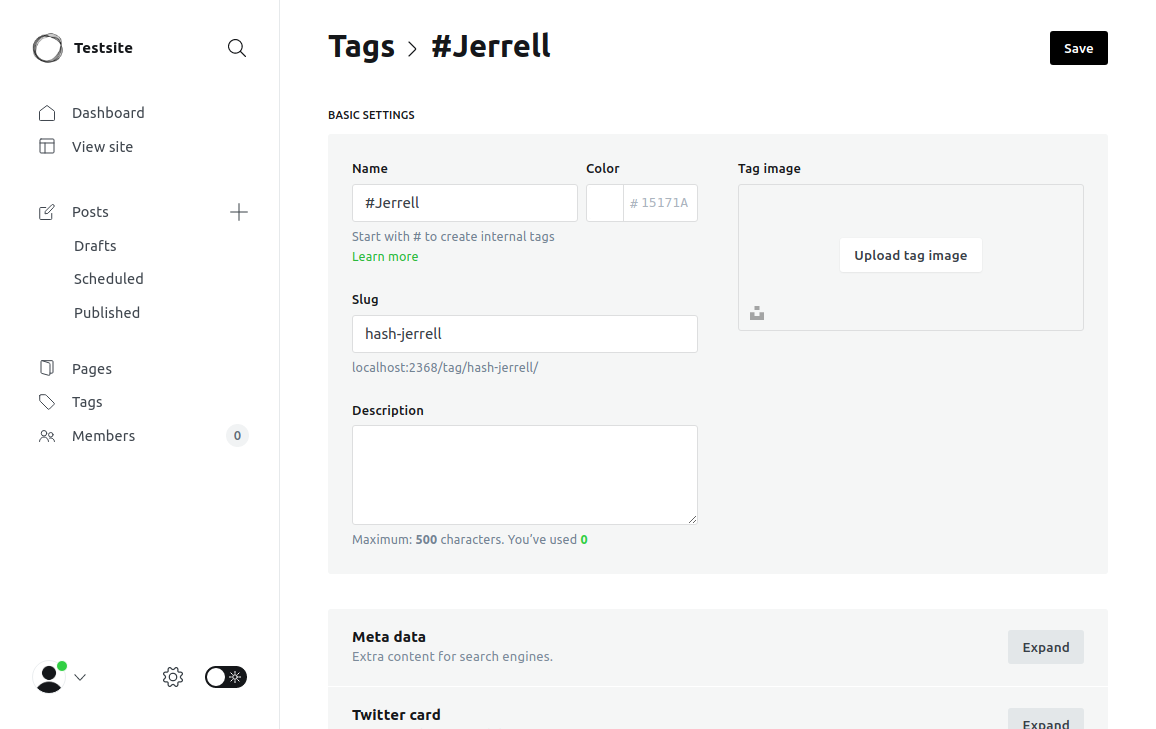 Testsite
Dashboard
View site
Posts
Drafts
Scheduled
Published
Pages
Tags
Members
0
Tags
#Jerrell
Save
BASIC SETTINGS
Name
Color
#Jerrell
# 15171A
Start with # to create internal tags
Learn more
Slug
hash-jerrell
localhost:2368/tag/hash-jerrell/
Description
Maximum: 500 characters. You’ve used 0
Tag image
Upload tag image
Meta data
Extra content for search engines.
Expand
Twitter card
Expand